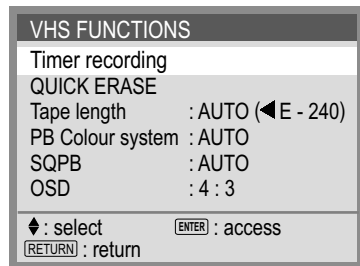 VHS FUNCTIONS
Timer recording
QUICK ERASE
Tape length : AUTO (◀E - 240)
PB Colour system : AUTO
SQPB : AUTO
OSD : 4 : 3
♦ : select ENTER : access
RETURN : return